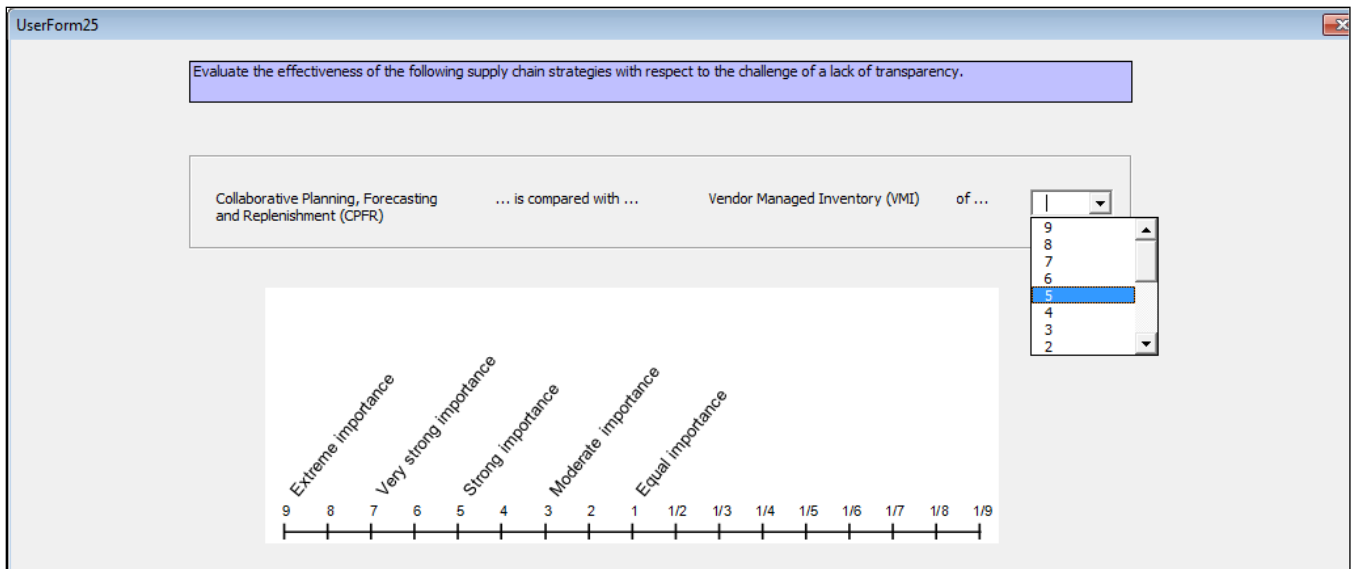 UserForm25
Evaluate the effectiveness of the following supply chain strategies with respect to the challenge of a lack of transparency.
Collaborative Planning, Forecasting
and Replenishment (CPFR)
... is compared with ...
Vendor Managed Inventory (VMI)
of ...
9
8
7
6
5
4
3
2
Extreme importance
Very strong importance
Strong importance
Moderate importance
Equal importance
9 8 7 6 5 4 3 2 1 1/2 1/3 1/4 1/5 1/6 1/7 1/8 1/9